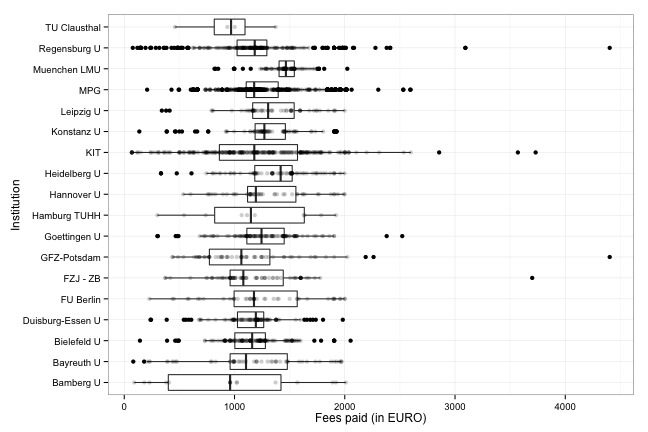 TU Clausthal
Regensburg U
Muenchen LMU
MPG
Leipzig U
Konstanz U
KIT
Heidelberg U
Hannover U
Hamburg TUHH
Goettingen U
GFZ-Potsdam
FZJ - ZB
FU Berlin
Duisburg-Essen U
Bielefeld U
Bayreuth U
Bamberg U
Institution
0 1000 2000 3000 4000
Fees paid (in EURO)